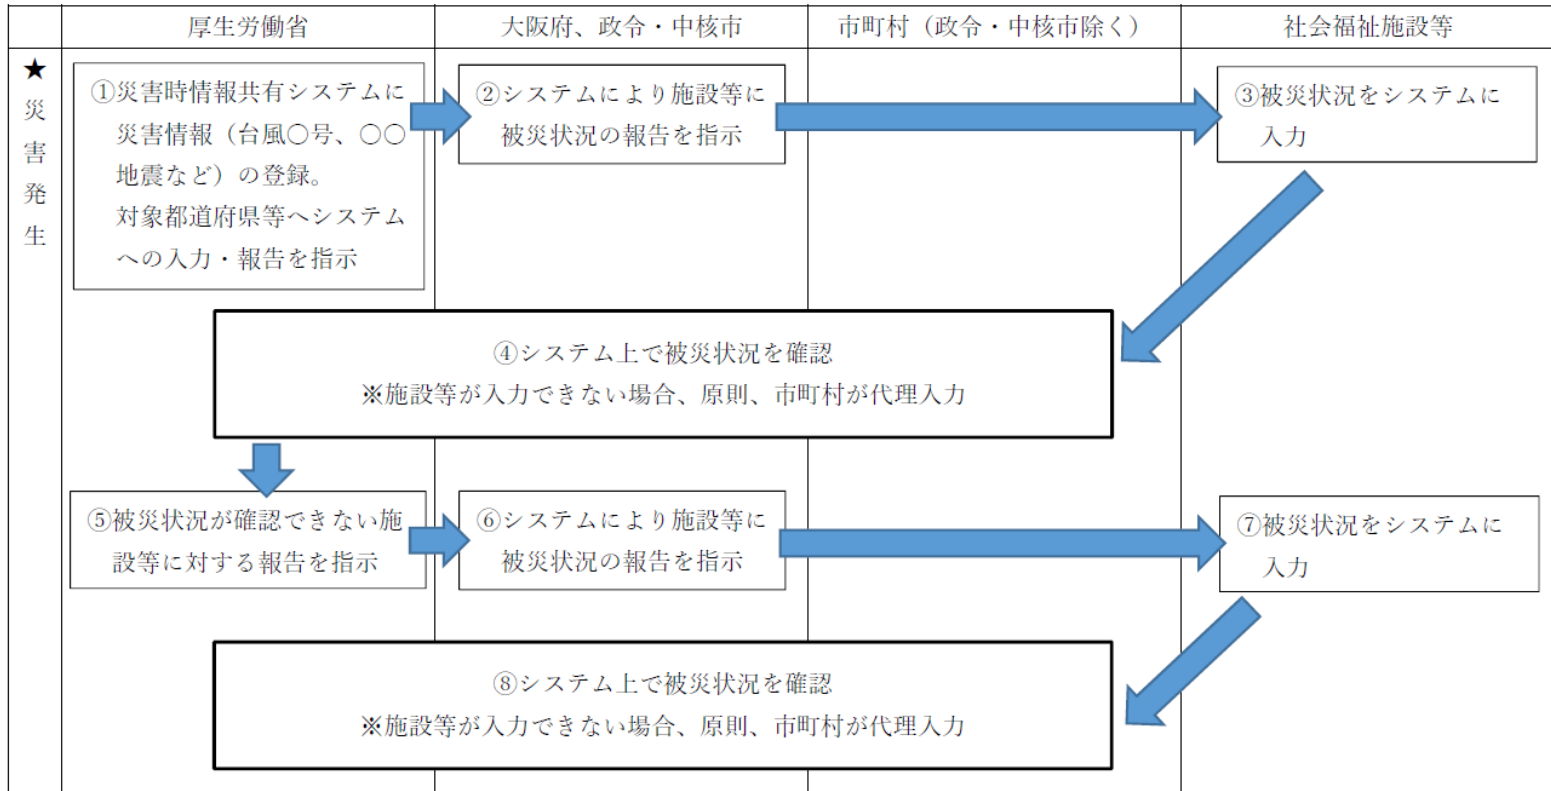 厚生労働省
大阪府、政令・中核市
市町村（政令・中核市除く）
社会福祉施設等
★
災
害
発
生
①災害時情報共有システムに
災害情報（台風〇号、〇〇
地震など）の登録。
対象都道府県等へシステム
への入力・報告を指示
②システムにより施設等に
被災状況の報告を指示
③被災状況をシステムに
入力
④システム上で被災状況を確認
※施設等が入力できない場合、原則、市町村が代理入力
⑤被災状況が確認できない施
設等に対する報告を指示
⑥システムにより施設等に
被災状況の報告を指示
⑦被災状況をシステムに
入力
⑧システム上で被災状況を確認
※施設等が入力できない場合、原則、市町村が代理入力